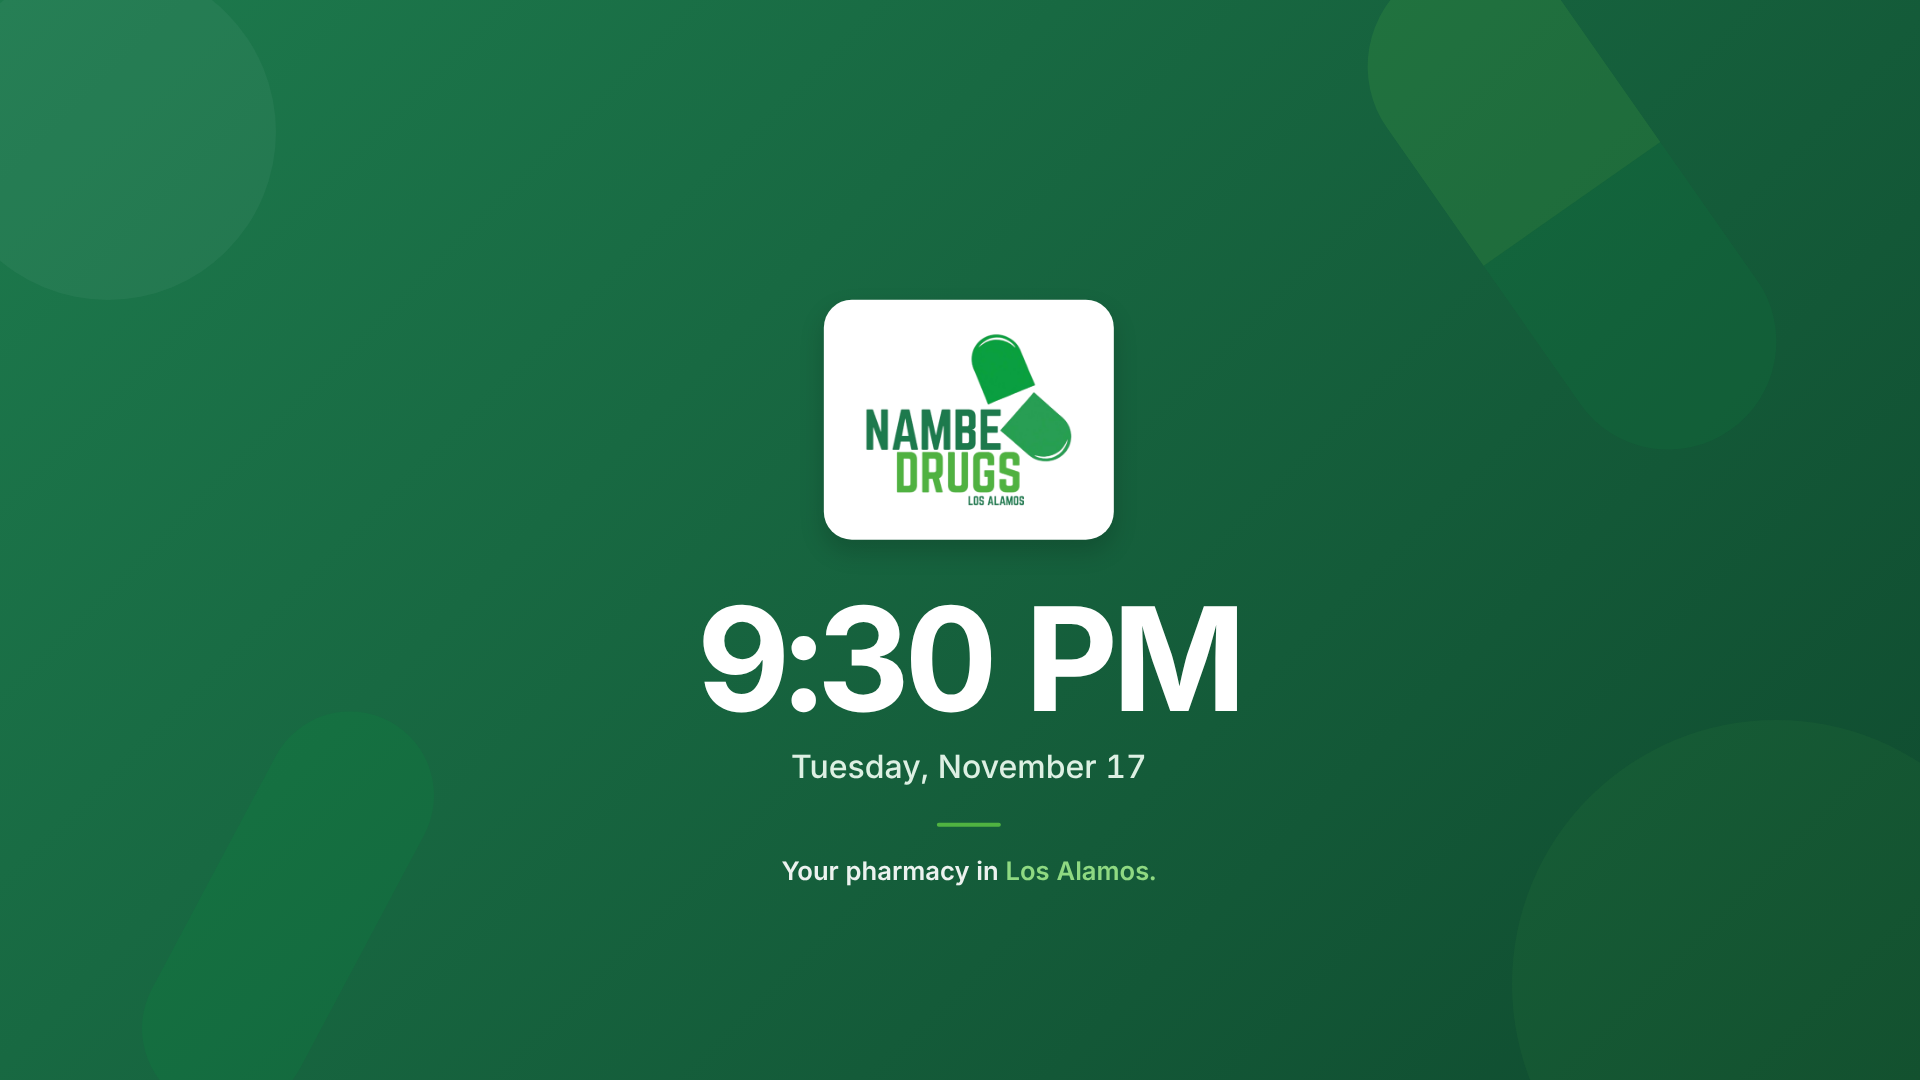 NAMBE
DRUGS
LOS ALAMOS
9:30 PM
Tuesday, November 17
Your pharmacy in Los Alamos.